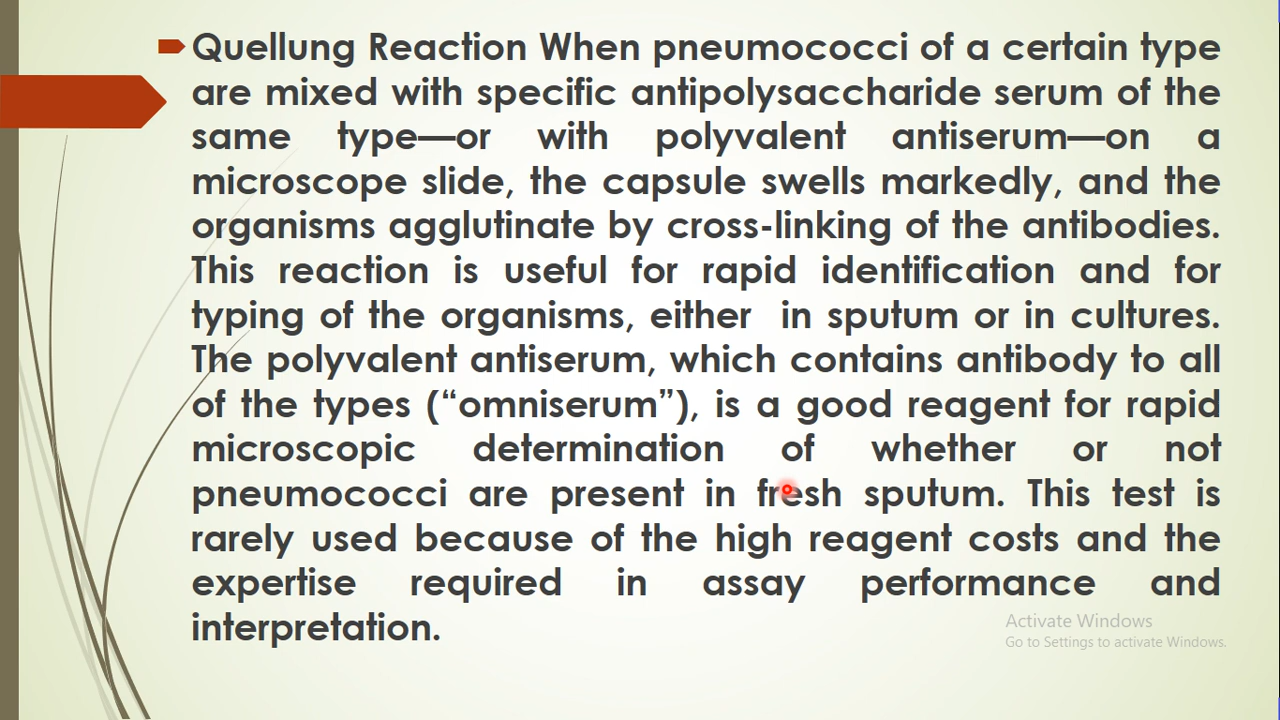 Quellung Reaction When pneumococci of a certain type
are mixed with specific antipolysaccharide serum of the
same type—or with polyvalent antiserum—on a
microscope slide, the capsule swells markedly, and the
organisms agglutinate by cross-linking of the antibodies.
This reaction is useful for rapid identification and for
typing of the organisms, either in sputum or in cultures.
The polyvalent antiserum, which contains antibody to all
of the types (“omniserum”), is a good reagent for rapid
microscopic determination of whether or not
pneumococci are present in fresh sputum. This test is
rarely used because of the high reagent costs and the
expertise required in assay performance and
interpretation.
Activate Windows
Go to Settings to activate Windows.